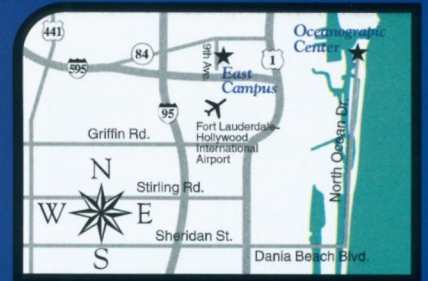 441
Oceanograpic
Center
84
9th Ave.
1
595
East
Campus
95
Fort Lauderdale-
Hollywood
International
Airport
Griffin Rd.
North Ocean Dr.
N
Stirling Rd.
W
E
Sheridan St.
S
Dania Beach Blvd.